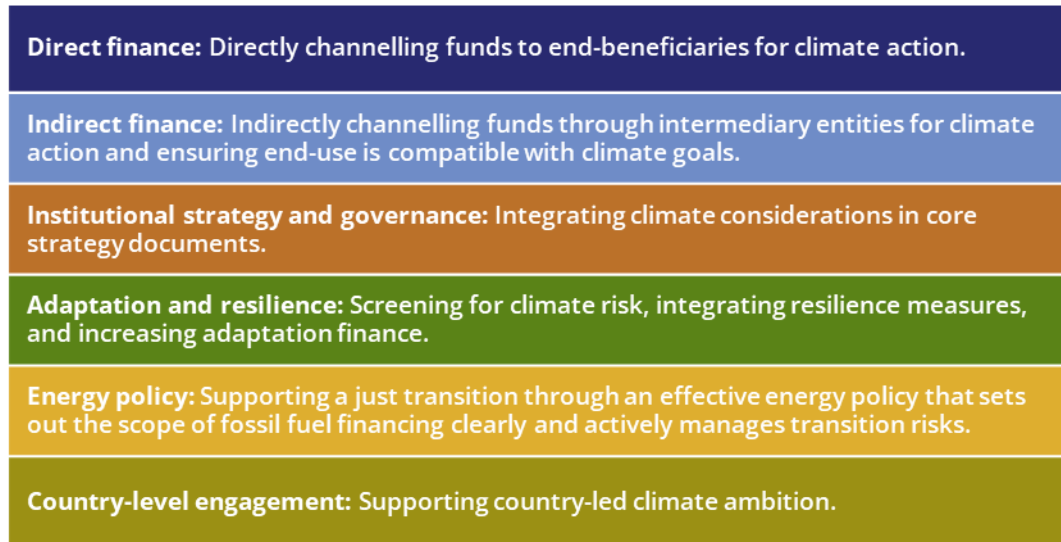 Direct finance: Directly channelling funds to end-beneficiaries for climate action.
Indirect finance: Indirectly channelling funds through intermediary entities for climate
action and ensuring end-use is compatible with climate goals.
Institutional strategy and governance: Integrating climate considerations in core
strategy documents.
Adaptation and resilience: Screening for climate risk, integrating resilience measures,
and increasing adaptation finance.
Energy policy: Supporting a just transition through an effective energy policy that sets
out the scope of fossil fuel financing clearly and actively manages transition risks.
Country-level engagement: Supporting country-led climate ambition.